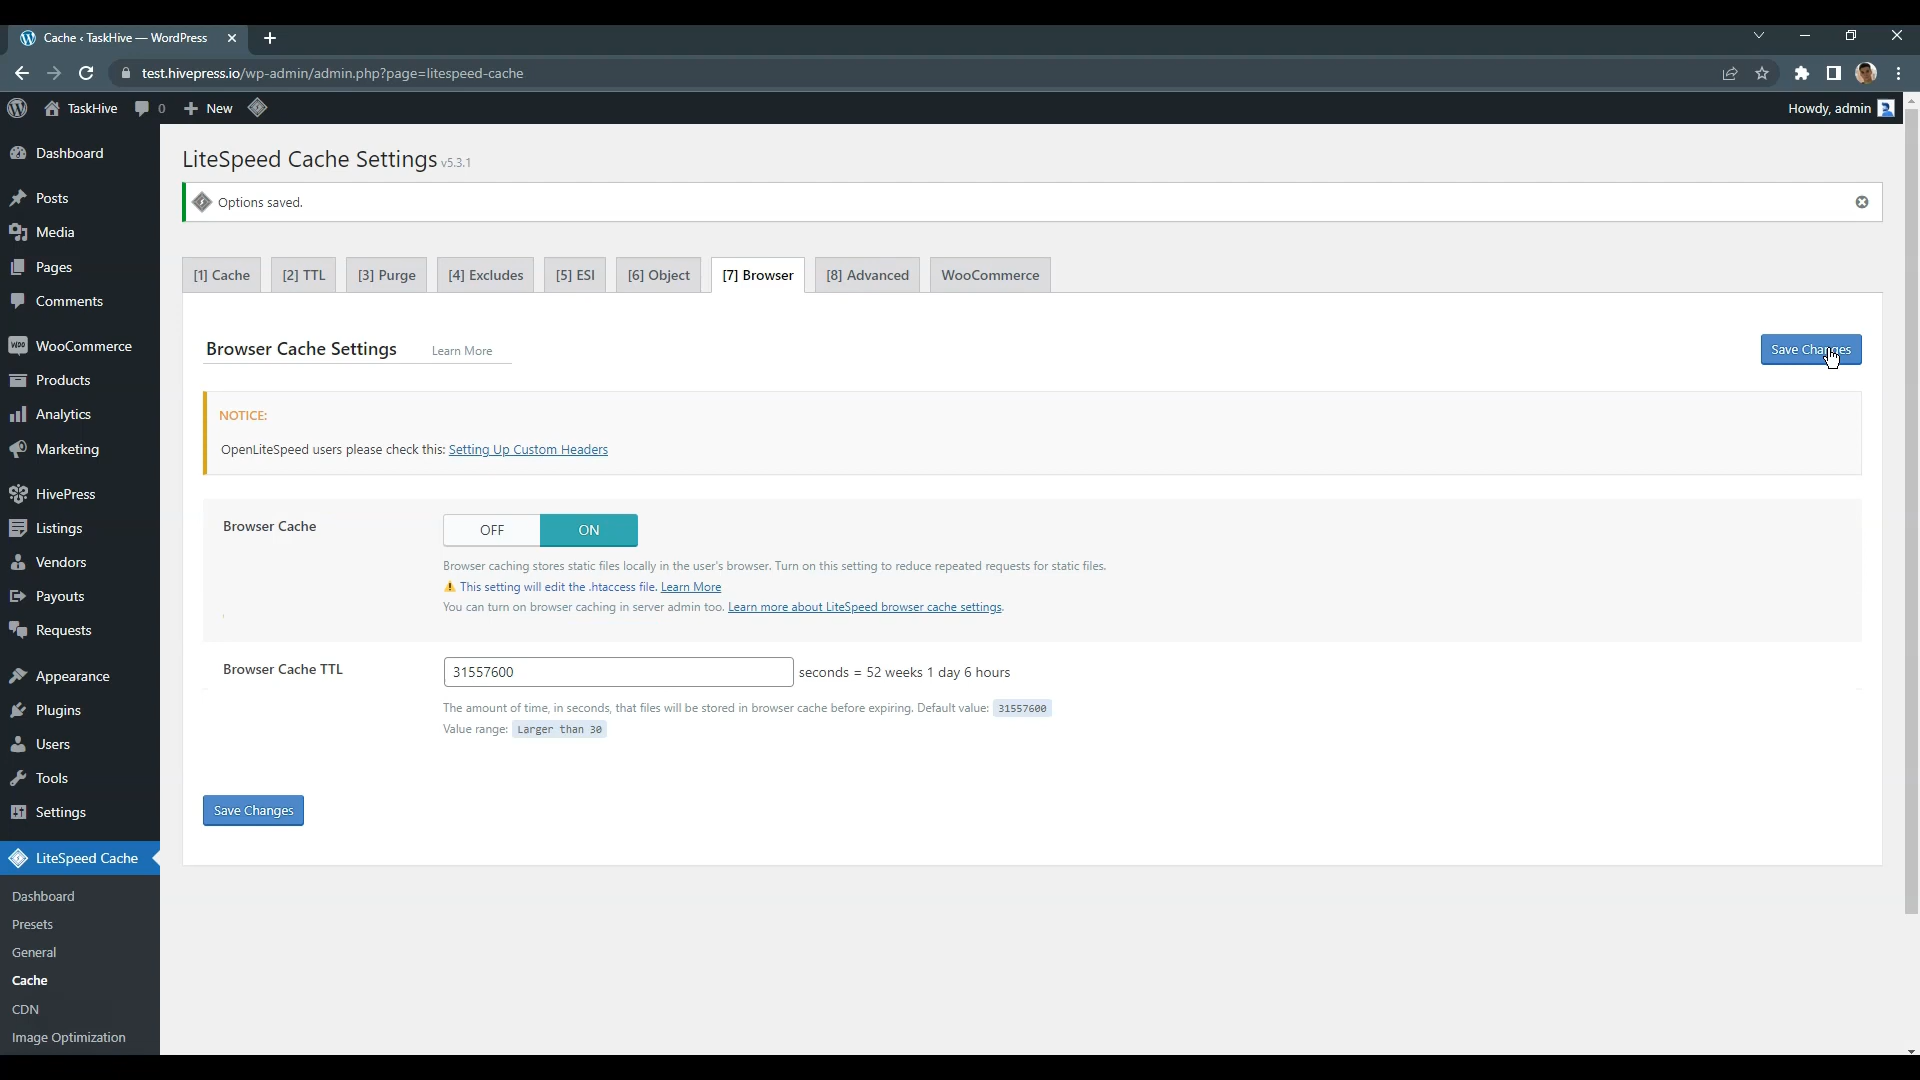 Cache ‹ TaskHive — WordPress
test.hivepress.io/wp-admin/admin.php?page=litespeed-cache
TaskHive 0 New Howdy, admin
Dashboard
Posts
Media
Pages
Comments
WOO WooCommerce
Products
Analytics
Marketing
HivePress
Listings
Vendors
Payouts
Requests
Appearance
Plugins
Users
Tools
Settings
LiteSpeed Cache
Dashboard
Presets
General
Cache
CDN
Image Optimization
LiteSpeed Cache Settings v5.3.1
Options saved.
[1] Cache [2] TTL [3] Purge [4] Excludes [5] ESI [6] Object [7] Browser [8] Advanced WooCommerce
Browser Cache Settings Learn More Save Changes
NOTICE:
OpenLiteSpeed users please check this: Setting Up Custom Headers
Browser Cache OFF ON
Browser caching stores static files locally in the user's browser. Turn on this setting to reduce repeated requests for static files.
This setting will edit the .htaccess file. Learn More
You can turn on browser caching in server admin too. Learn more about LiteSpeed browser cache settings.
Browser Cache TTL 31557600 seconds = 52 weeks 1 day 6 hours
The amount of time, in seconds, that files will be stored in browser cache before expiring. Default value: 31557600
Value range: Larger than 30
Save Changes